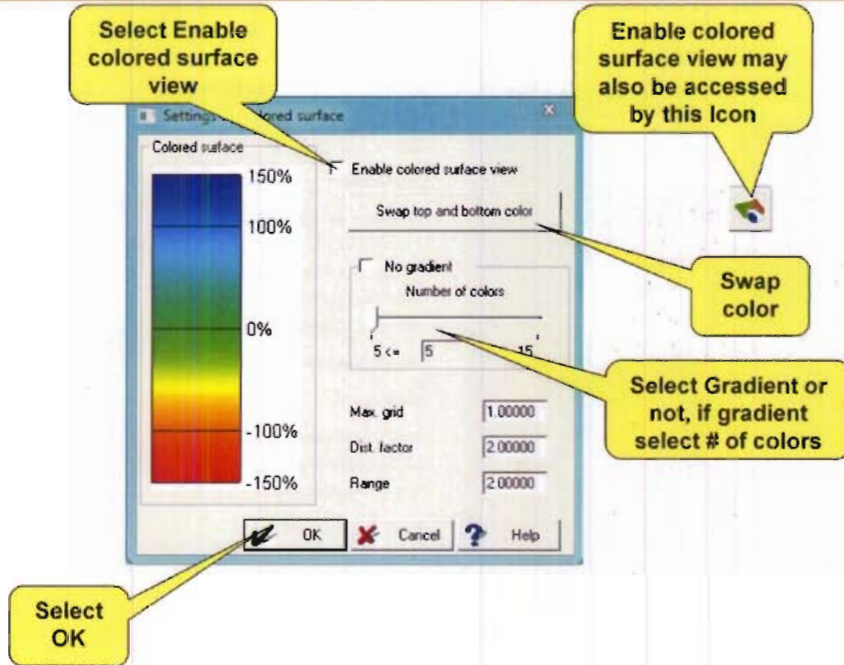 Select Enable
colored surface
view
Enable colored
surface view may
also be accessed
by this Icon
Settings colored surface
Colored surface
150%
100%
0%
-100%
-150%
Enable colored surface view
Swap top and bottom color
No gradient
Number of colors
5 <= 5 15
Swap
color
Select Gradient or
not, if gradient
select # of colors
Max. grid 1.00000
Dist. factor 2.00000
Range 2.00000
OK Cancel Help
Select
OK